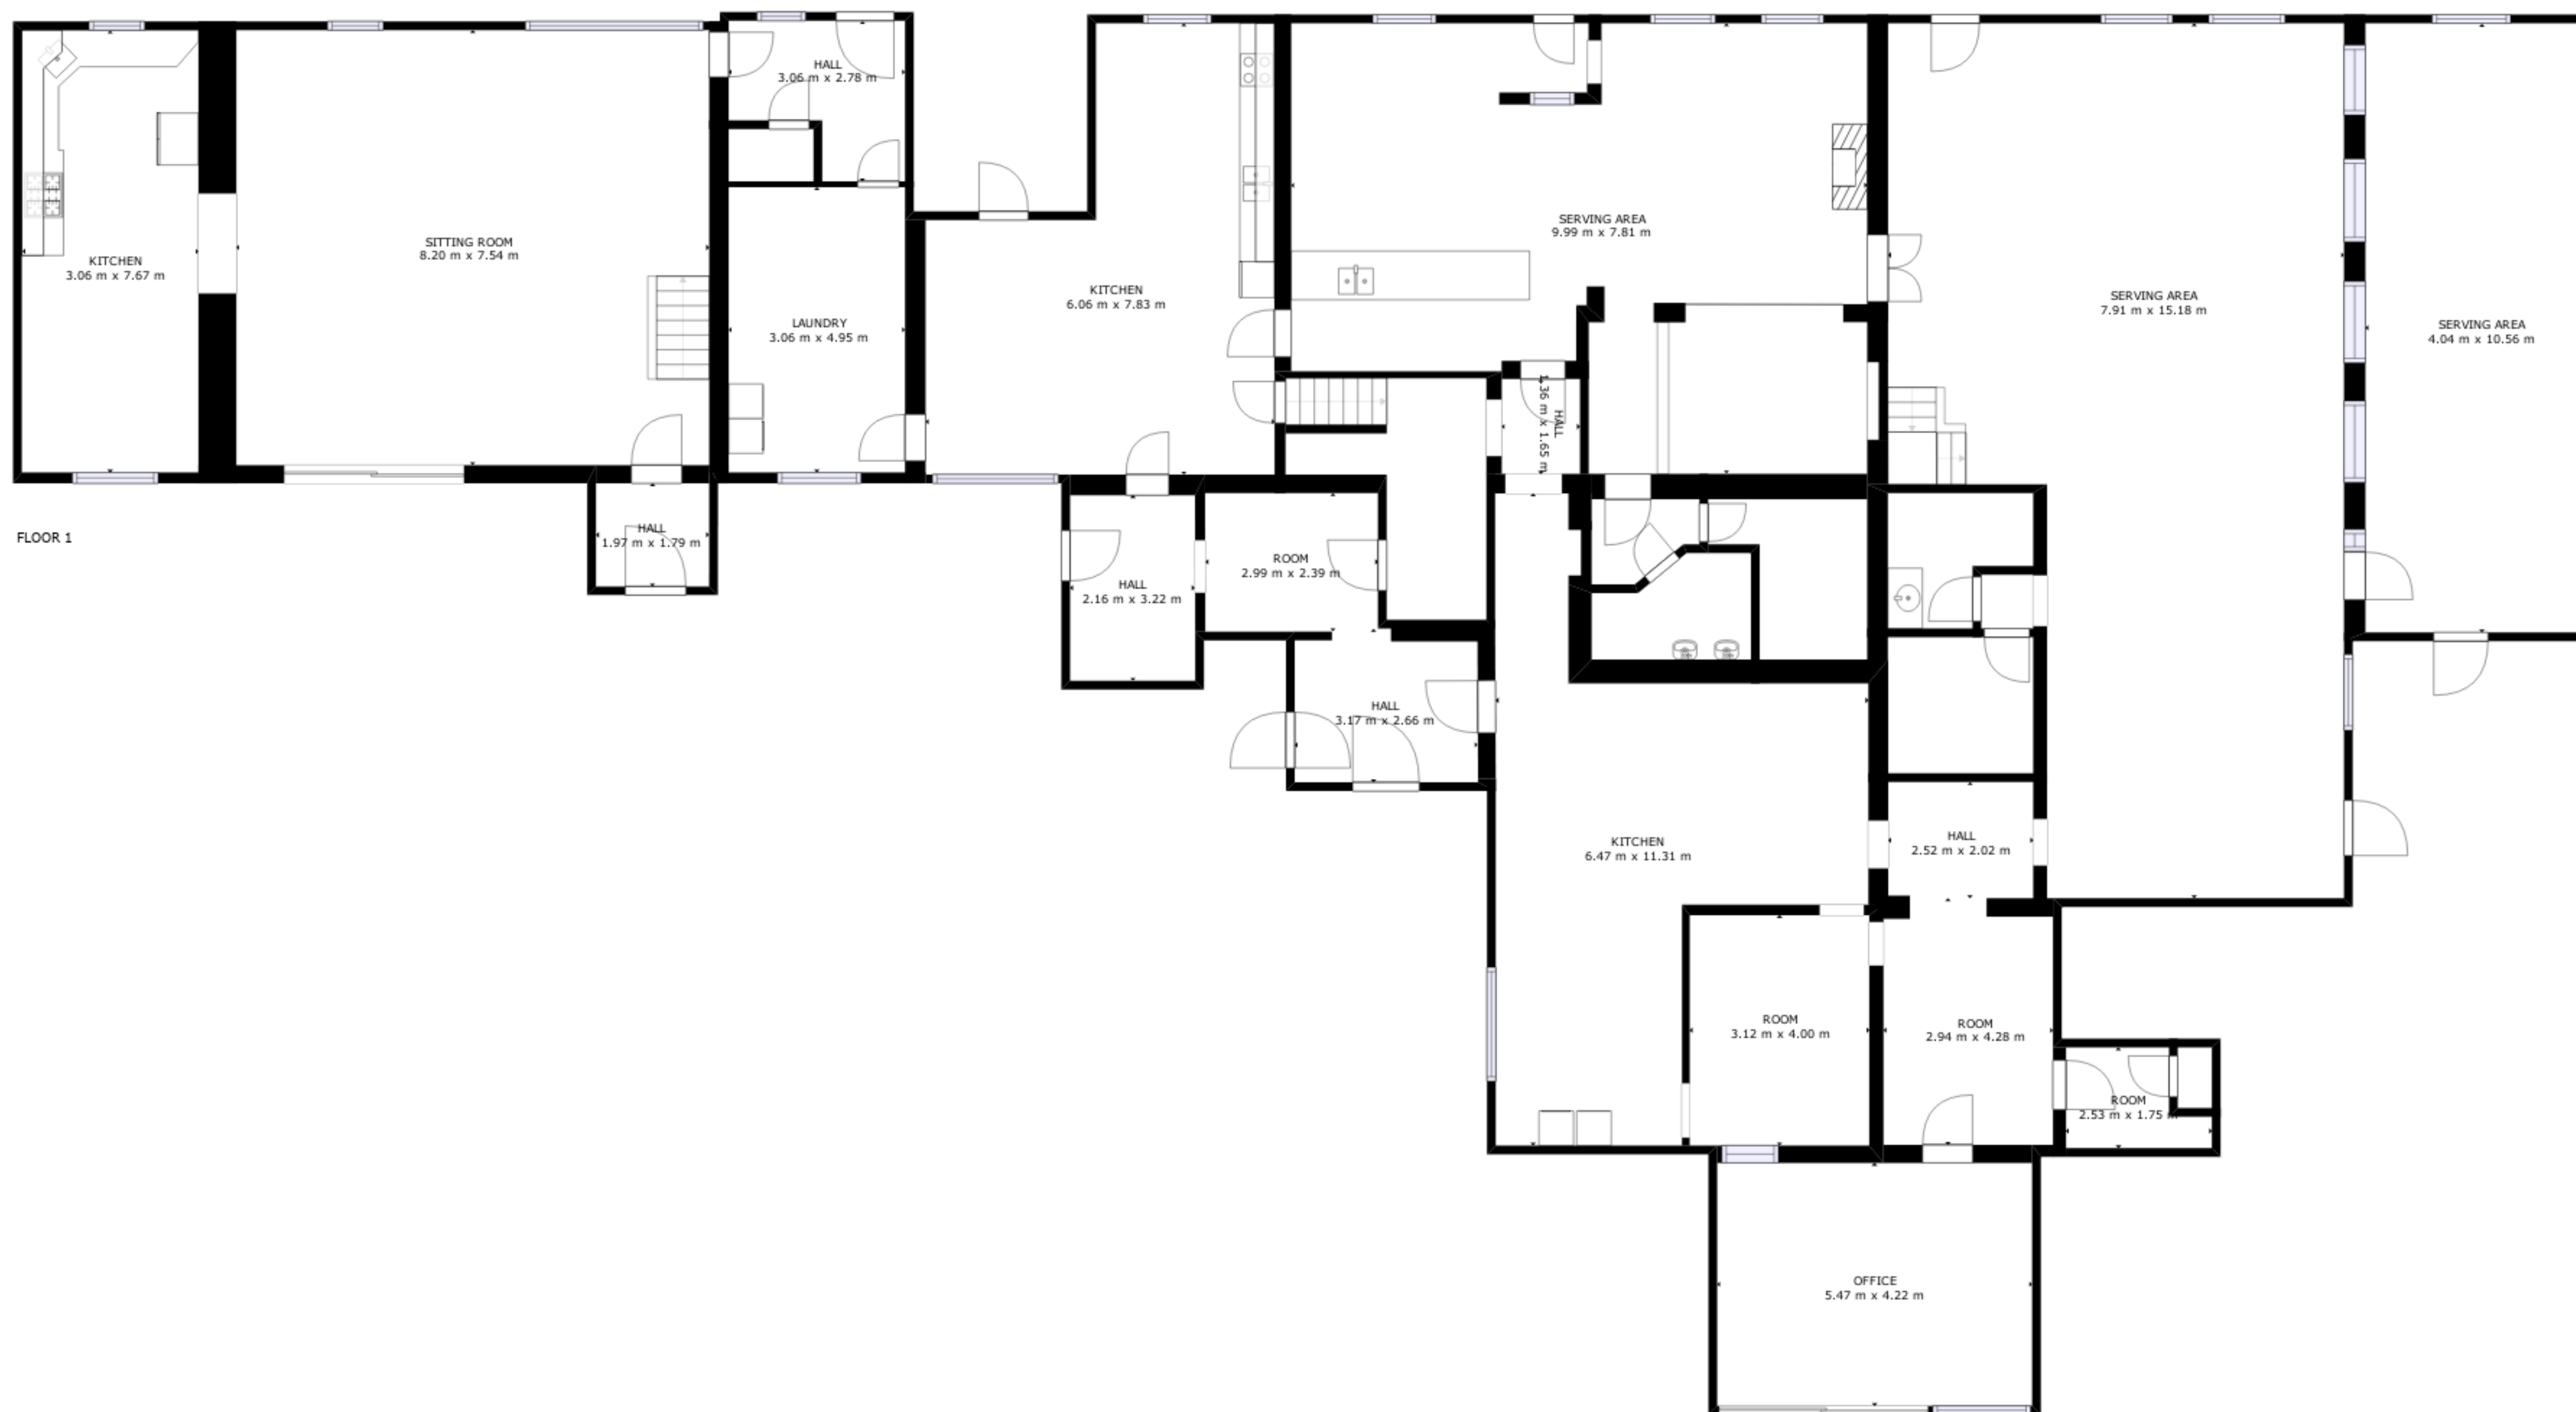 HALL
3.06 m x 2.78 m
SERVING AREA
9.99 m x 7.81 m
SITTING ROOM
8.20 m x 7.54 m
KITCHEN
3.06 m x 7.67 m
KITCHEN
6.06 m x 7.83 m
SERVING AREA
7.91 m x 15.18 m
LAUNDRY
3.06 m x 4.95 m
SERVING AREA
4.04 m x 10.56 m
HALL
1.36 m x 1.65 m
FLOOR 1
HALL
1.97 m x 1.79 m
ROOM
2.99 m x 2.39 m
HALL
2.16 m x 3.22 m
HALL
3.17 m x 2.66 m
KITCHEN
6.47 m x 11.31 m
HALL
2.52 m x 2.02 m
ROOM
3.12 m x 4.00 m
ROOM
2.94 m x 4.28 m
ROOM
2.53 m x 1.75 m
OFFICE
5.47 m x 4.22 m